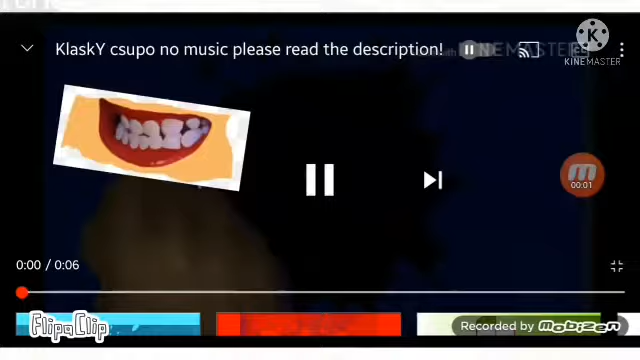 KlaskY csupo no music please read the description!
KINEMASTER
KINEMASTER
00:01
0:00 / 0:06
FlipaClip
Recorded by Mobizen